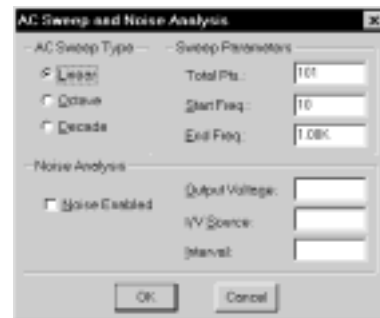 AC Sweep and Noise Analysis
AC Sweep Type
Linear
Octave
Decade
Sweep Parameters
Total Pts.: 101
Start Freq.: 10
End Freq.: 1.00K
Noise Analysis
Noise Enabled
Output Voltage:
I/V Source:
Interval:
OK
Cancel